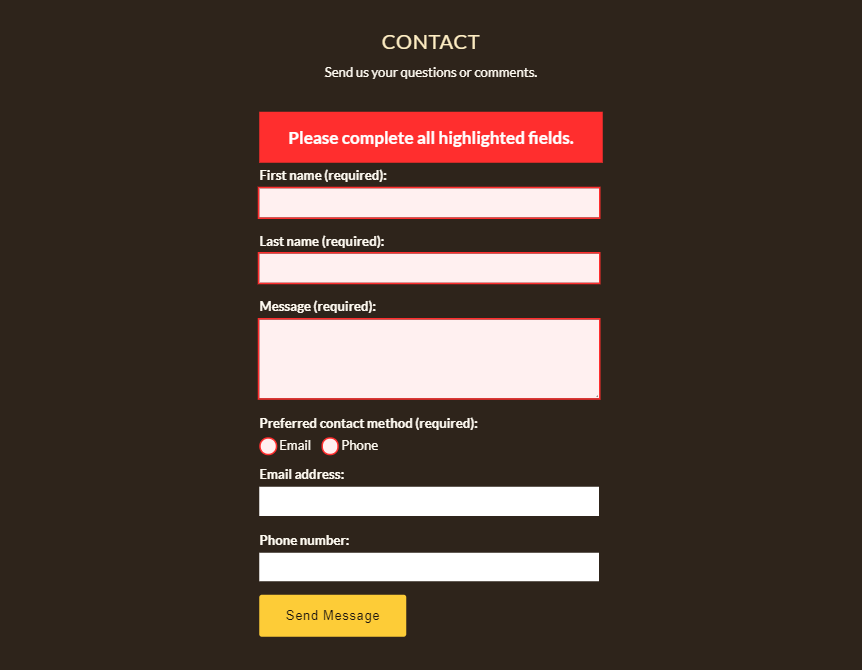 CONTACT
Send us your questions or comments.
Please complete all highlighted fields.
First name (required):
Last name (required):
Message (required):
Preferred contact method (required):
Email Phone
Email address:
Phone number:
Send Message